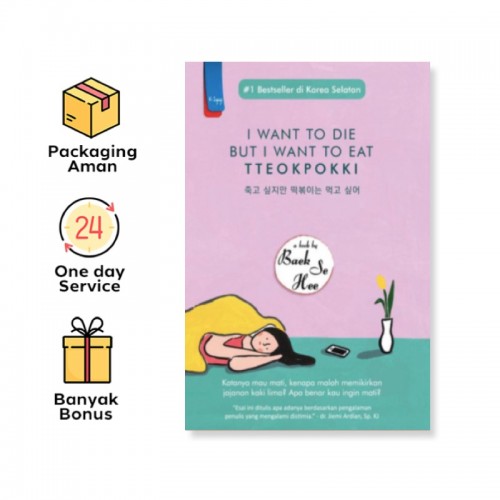 Packaging
Aman
24
One day
Service
Banyak
Bonus
#1 Bestseller di Korea Selatan
I WANT TO DIE
BUT I WANT TO EAT
TTEOKPOKKI
죽고 싶지만 떡볶이는 먹고 싶어
a book by
Baek Se
Hee
Katanya mau mati, kenapa malah memikirkan
jajanan kaki lima? Apa benar kau ingin mati?
"Esai ini ditulis apa adanya berdasarkan pengalaman
penulis yang mengalami distimia." - dr. Jiemi Ardian, Sp. KJ